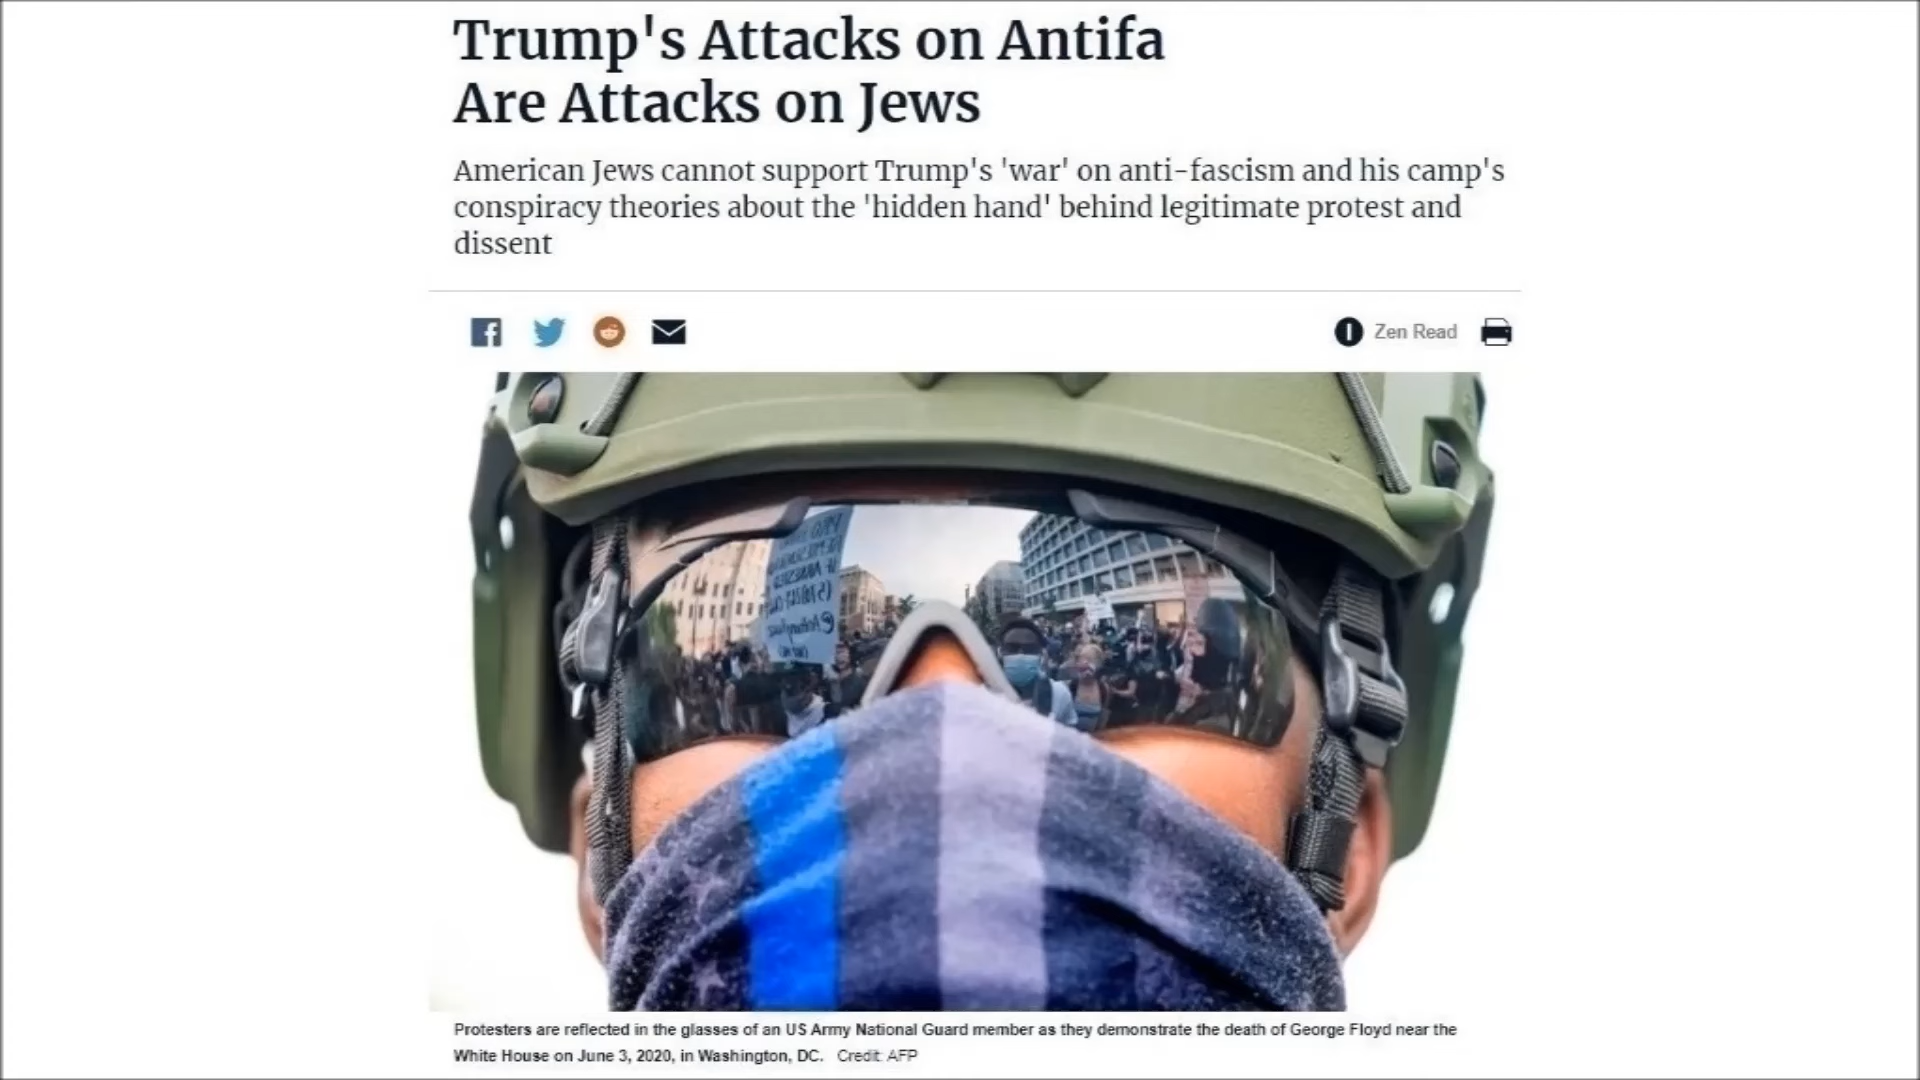 Trump's Attacks on Antifa
Are Attacks on Jews
American Jews cannot support Trump's 'war' on anti-fascism and his camp's
conspiracy theories about the 'hidden hand' behind legitimate protest and
dissent
Zen Read
Protesters are reflected in the glasses of an US Army National Guard member as they demonstrate the death of George Floyd near the
White House on June 3, 2020, in Washington, DC. Credit: AFP